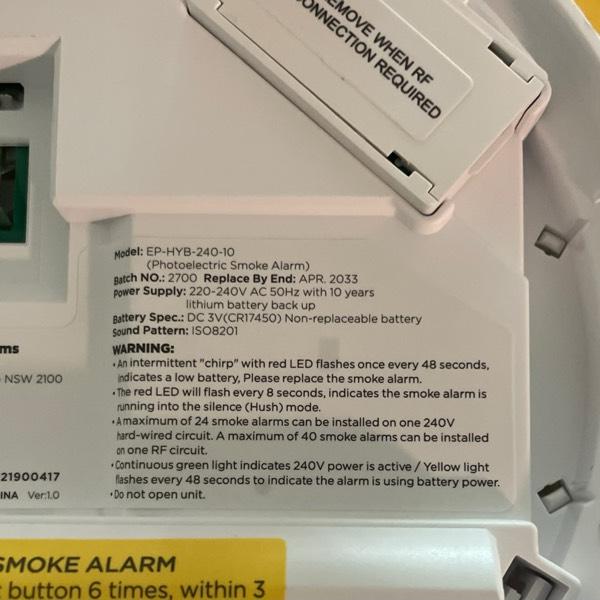 REMOVE WHEN RF
CONNECTION REQUIRED
Model: EP-HYB-240-10
(Photoelectric Smoke Alarm)
Batch NO.: 2700 Replace By End: APR. 2033
Power Supply: 220-240V AC 50Hz with 10 years
lithium battery back up
Battery Spec.: DC 3V(CR17450) Non-replaceable battery
Sound Pattern: ISO8201
WARNING:
•An intermittent "chirp" with red LED flashes once every 48 seconds,
indicates a low battery, Please replace the smoke alarm.
•The red LED will flash every 8 seconds, indicates the smoke alarm is
running into the silence (Hush) mode.
•A maximum of 24 smoke alarms can be installed on one 240V
hard-wired circuit. A maximum of 40 smoke alarms can be installed
on one RF circuit.
•Continuous green light indicates 240V power is active / Yellow light
flashes every 48 seconds to indicate the alarm is using battery power.
•Do not open unit.
ms
NSW 2100
21900417
INA Ver:1.0
SMOKE ALARM
t button 6 times, within 3